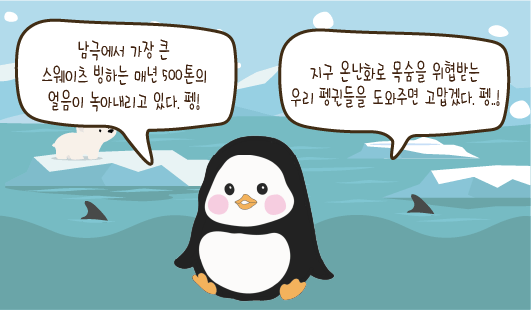 남극에서 가장 큰
스웨이츠 빙하는 매년 500톤의
얼음이 녹아내리고 있다. 펭!
지구 온난화로 목숨을 위협받는
우리 펭귄들을 도와주면 고맙겠다. 펭..!